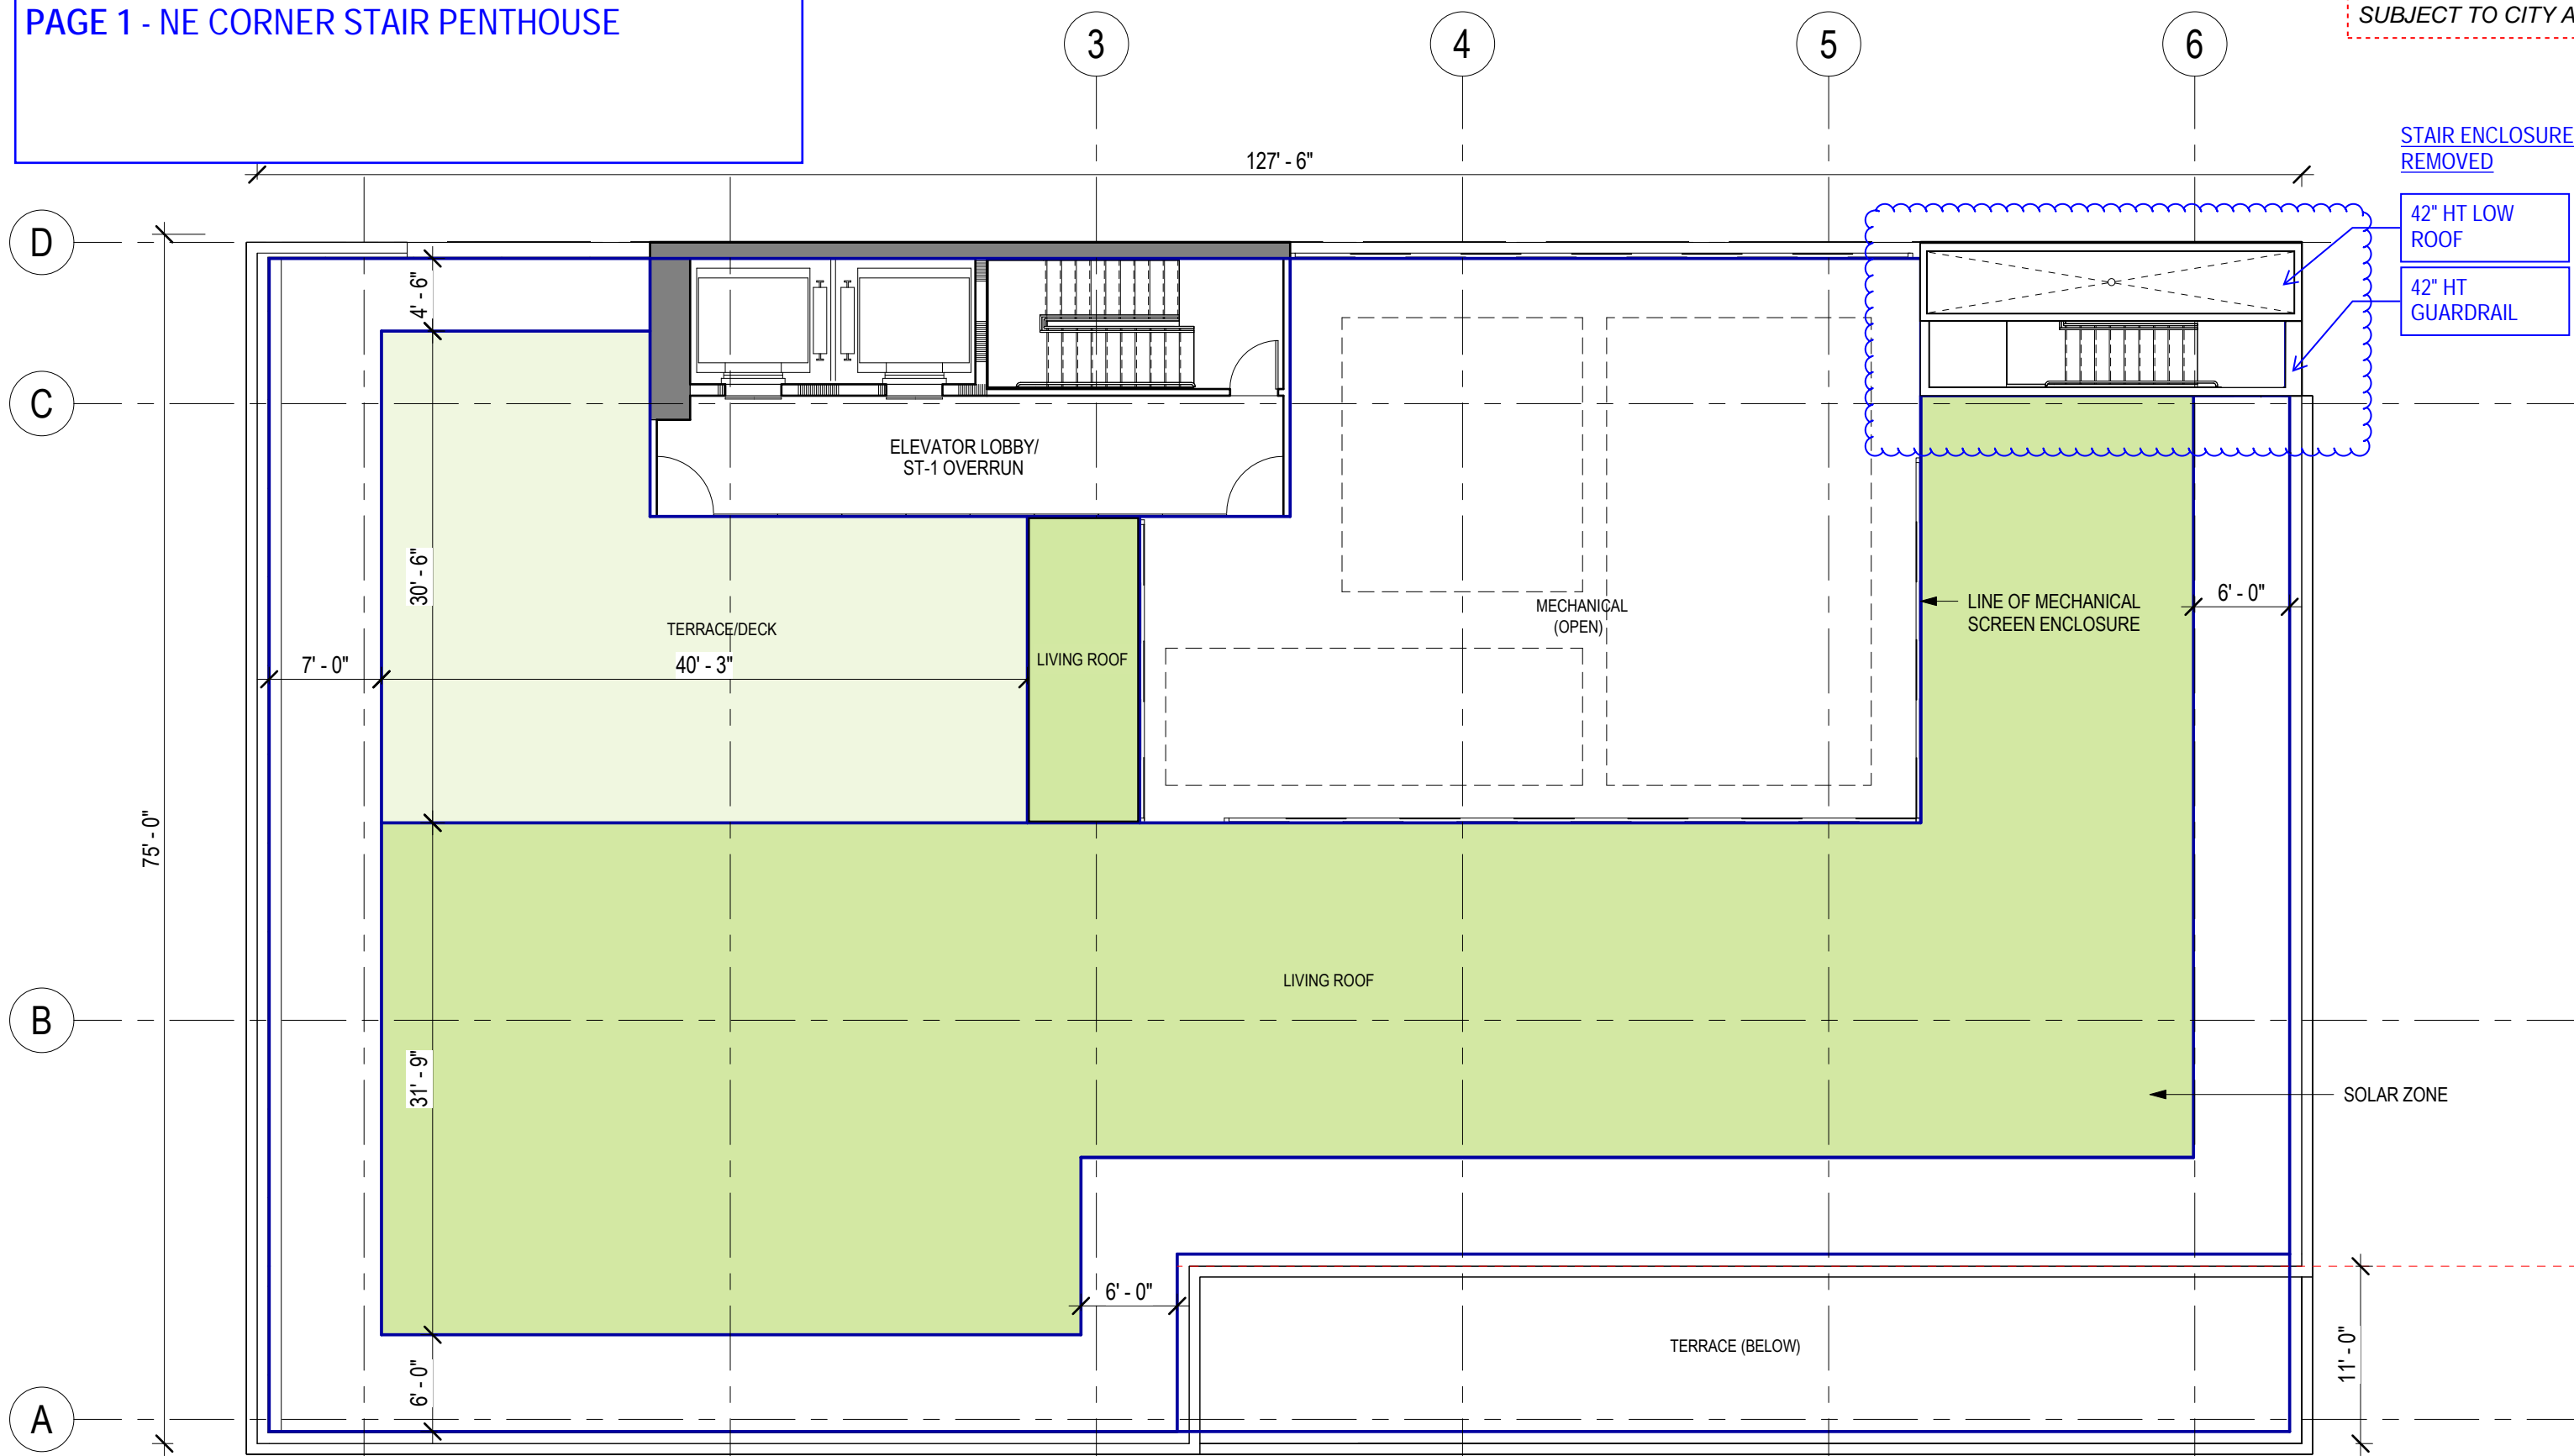 PAGE 1 - NE CORNER STAIR PENTHOUSE
SUBJECT TO CITY A
3
4
5
6
127' - 6"
STAIR ENCLOSURE
REMOVED
42" HT LOW
ROOF
42" HT
GUARDRAIL
D
C
B
A
4' - 6"
30' - 6"
31' - 9"
6' - 0"
75' - 0"
ELEVATOR LOBBY/
ST-1 OVERRUN
TERRACE/DECK
7' - 0"
40' - 3"
LIVING ROOF
MECHANICAL
(OPEN)
LINE OF MECHANICAL
SCREEN ENCLOSURE
6' - 0"
LIVING ROOF
SOLAR ZONE
6' - 0"
TERRACE (BELOW)
11' - 0"